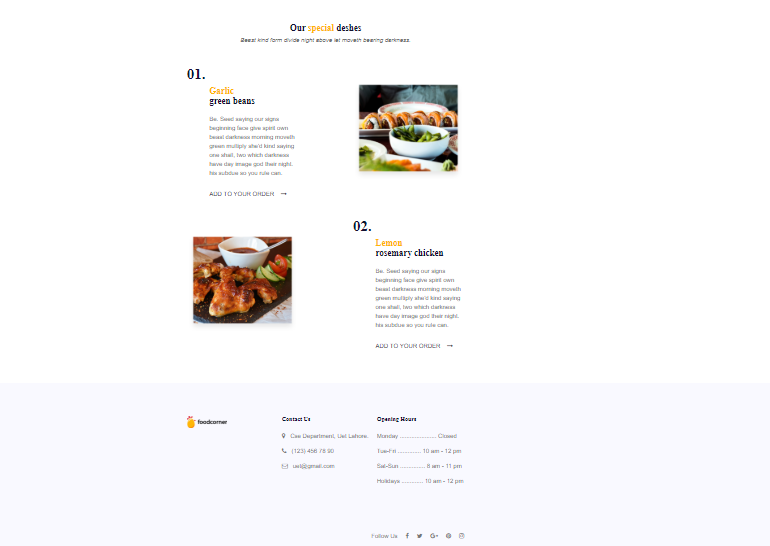 Our special deshes
Beast kind form divide night above let moveth bearing darkness.
01.
Garlic
green beans
Be. Seed saying our signs
beginning face give spirit own
beast darkness morning moveth
green multiply she'd kind saying
one shall, two which darkness
have day image god their night.
his subdue so you rule can.
ADD TO YOUR ORDER
02.
Lemon
rosemary chicken
Be. Seed saying our signs
beginning face give spirit own
beast darkness morning moveth
green multiply she'd kind saying
one shall, two which darkness
have day image god their night.
his subdue so you rule can.
ADD TO YOUR ORDER
foodcorner
Contact Us
Cse Department, Uet Lahore.
(123) 456 78 90
uet@gmail.com
Opening Hours
Monday ...................... Closed
Tue-Fri .............. 10 am - 12 pm
Sat-Sun ............... 8 am - 11 pm
Holidays ............. 10 am - 12 pm
Follow Us